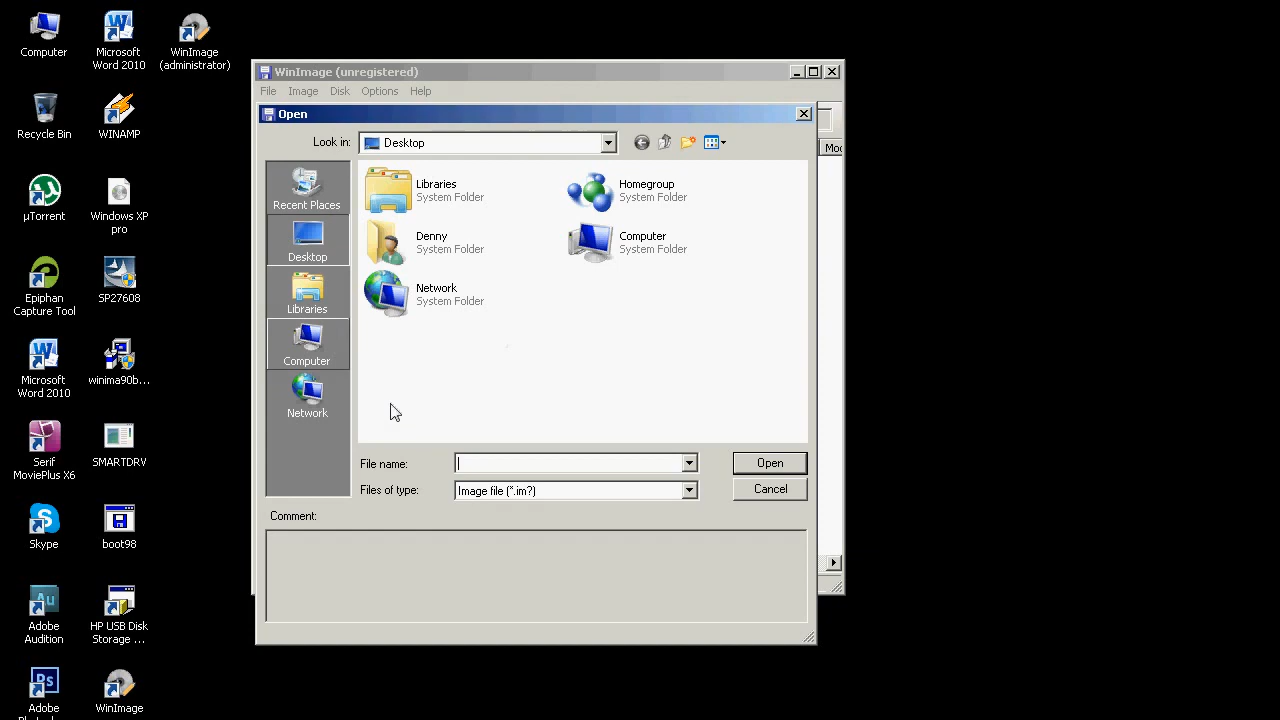 Computer
Microsoft
Word 2010
WinImage
(administrator)
Recycle Bin
WINAMP
µTorrent
Windows XP
pro
Epiphan
Capture Tool
SP27608
Microsoft
Word 2010
winima90b...
Serif
MoviePlus X6
SMARTDRV
Skype
boot98
Adobe
Audition
HP USB Disk
Storage ...
Adobe
WinImage
WinImage (unregistered)
File Image Disk Options Help
Open
Look in: Desktop
Recent Places
Desktop
Libraries
Computer
Network
Libraries
System Folder
Homegroup
System Folder
Denny
System Folder
Computer
System Folder
Network
System Folder
File name:
Open
Files of type: Image file (*.im?)
Cancel
Comment: